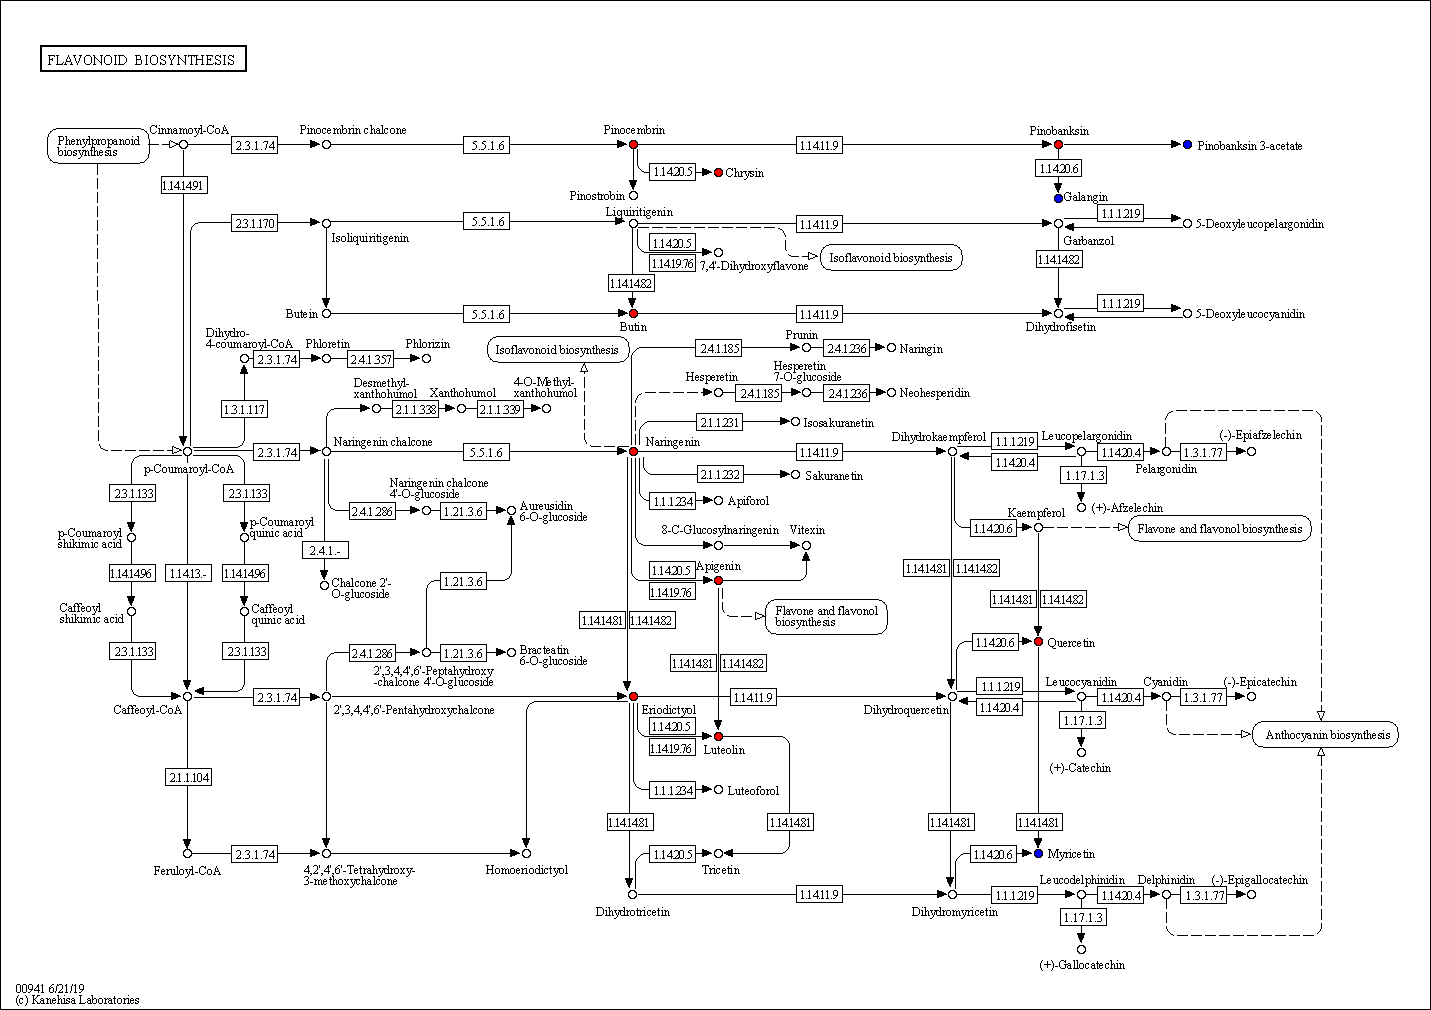 FLAVONOID BIOSYNTHESIS
Phenylpropanoid
biosynthesis
Cinnamoyl-CoA
2.3.1.74
Pinocembrin chalcone
5.5.1.6
Pinocembrin
1.14.11.9
Pinobanksin
Pinobanksin 3-acetate
1.14.20.5
Chrysin
1.14.20.6
Galangin
1.14.14.91
Pinostrobin
2.3.1.170
Isoliquiritigenin
5.5.1.6
Liquiritigenin
1.14.11.9
Garbanzol
1.1.1.219
5-Deoxyleucopelargonidin
1.14.20.5
1.14.19.76
7,4'-Dihydroxyflavone
Isoflavonoid biosynthesis
1.14.14.82
1.14.14.82
Butein
5.5.1.6
Butin
1.14.11.9
Dihydrofisetin
1.1.1.219
5-Deoxyleucocyanidin
Dihydro-
4-coumaroyl-CoA
2.3.1.74
Phloretin
2.4.1.357
Phlorizin
Isoflavonoid biosynthesis
2.4.1.185
Prunin
2.4.1.236
Naringin
Hesperetin
2.4.1.185
Hesperetin
7-O-glucoside
2.4.1.236
Neohesperidin
1.3.1.117
Desmethyl-
xanthohumol
2.1.1.338
Xanthohumol
2.1.1.339
4-O-Methyl-
xanthohumol
2.1.1.231
Isosakuranetin
p-Coumaroyl-CoA
2.3.1.74
Naringenin chalcone
5.5.1.6
Naringenin
1.14.11.9
Dihydrokaempferol
1.1.1.219
1.14.20.4
Leucopelargonidin
1.14.20.4
Pelargonidin
1.3.1.77
(-)-Epiafzelechin
2.1.1.232
Sakuranetin
1.17.1.3
(+)-Afzelechin
2.3.1.133
2.3.1.133
Naringenin chalcone
4'-O-glucoside
2.4.1.286
1.21.3.6
Aureusidin
6-O-glucoside
1.1.1.234
Apiforol
p-Coumaroyl
shikimic acid
p-Coumaroyl
quinic acid
2.4.1.-
Chalcone 2'-
O-glucoside
8-C-Glucosylnaringenin
Vitexin
1.14.20.6
Kaempferol
Flavone and flavonol biosynthesis
1.14.14.96
1.14.13.-
1.14.14.96
1.21.3.6
1.14.20.5
1.14.19.76
Apigenin
1.14.14.81
1.14.14.82
1.14.14.81
1.14.14.82
Caffeoyl
shikimic acid
Caffeoyl
quinic acid
1.14.14.81
1.14.14.82
Flavone and flavonol
biosynthesis
2.3.1.133
2.3.1.133
2.4.1.286
1.21.3.6
Bracteatin
6-O-glucoside
2',3,4,4',6'-Peptahydroxy
-chalcone 4'-O-glucoside
1.14.14.81
1.14.14.82
1.14.20.6
Quercetin
Caffeoyl-CoA
2.3.1.74
2',3,4,4',6'-Pentahydroxychalcone
Eriodictyol
1.14.11.9
Dihydroquercetin
1.1.1.219
1.14.20.4
Leucocyanidin
1.14.20.4
Cyanidin
1.3.1.77
(-)-Epicatechin
1.14.20.5
1.14.19.76
Luteolin
1.17.1.3
(+)-Catechin
Anthocyanin biosynthesis
2.1.1.104
1.1.1.234
Luteoforol
1.14.14.81
1.14.14.81
1.14.14.81
1.14.14.81
Feruloyl-CoA
2.3.1.74
4,2',4',6'-Tetrahydroxy-
3-methoxychalcone
Homoeriodictyol
1.14.20.5
Tricetin
1.14.20.6
Myricetin
Dihydrotricetin
1.14.11.9
Dihydromyricetin
1.1.1.219
Leucodelphinidin
1.14.20.4
Delphinidin
1.3.1.77
(-)-Epigallocatechin
1.17.1.3
(+)-Gallocatechin
00941 6/21/19
(c) Kanehisa Laboratories